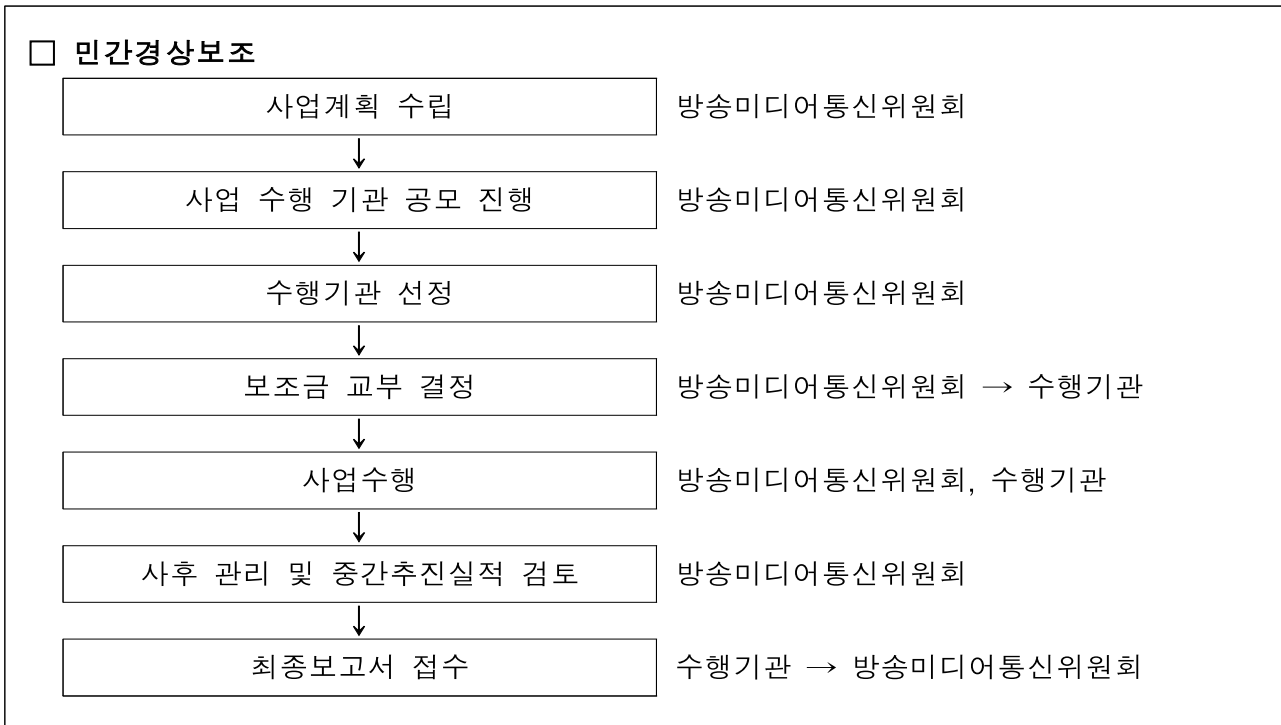 □ 민간경상보조
사업계획 수립 방송미디어통신위원회
↓
사업 수행 기관 공모 진행 방송미디어통신위원회
↓
수행기관 선정 방송미디어통신위원회
↓
보조금 교부 결정 방송미디어통신위원회 → 수행기관
↓
사업수행 방송미디어통신위원회, 수행기관
↓
사후 관리 및 중간추진실적 검토 방송미디어통신위원회
↓
최종보고서 접수 수행기관 → 방송미디어통신위원회